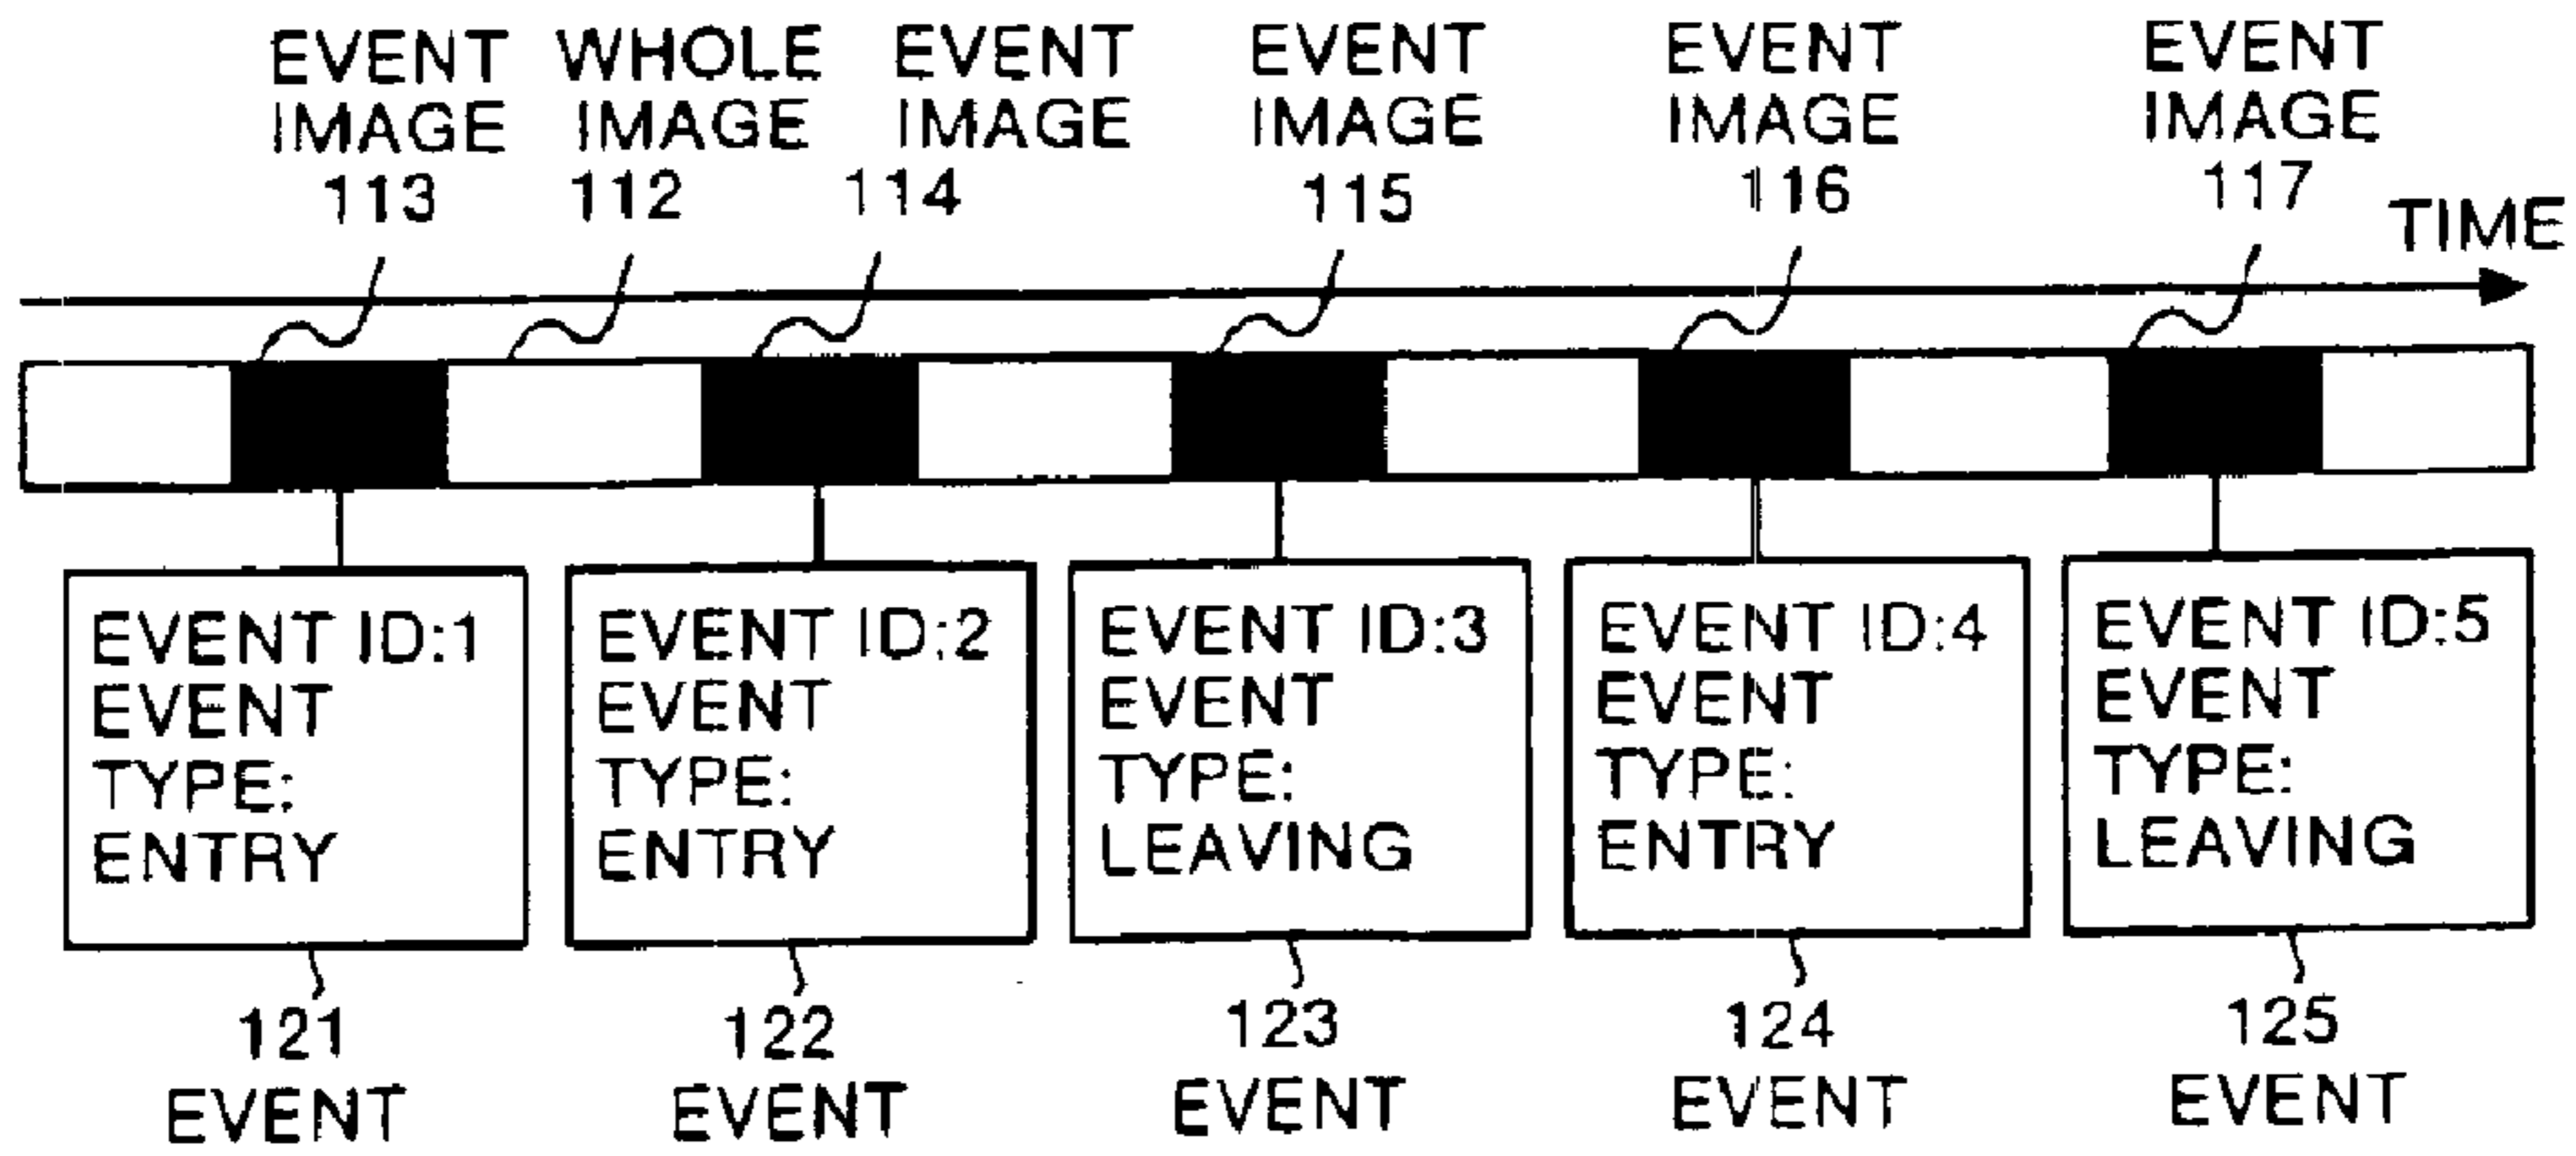 EVENT IMAGE 113
WHOLE IMAGE 112
EVENT IMAGE 114
EVENT IMAGE 115
EVENT IMAGE 116
EVENT IMAGE 117
TIME
EVENT ID:1
EVENT
TYPE:
ENTRY
121
EVENT
EVENT ID:2
EVENT
TYPE:
ENTRY
122
EVENT
EVENT ID:3
EVENT
TYPE:
LEAVING
123
EVENT
EVENT ID:4
EVENT
TYPE:
ENTRY
124
EVENT
EVENT ID:5
EVENT
TYPE:
LEAVING
125
EVENT